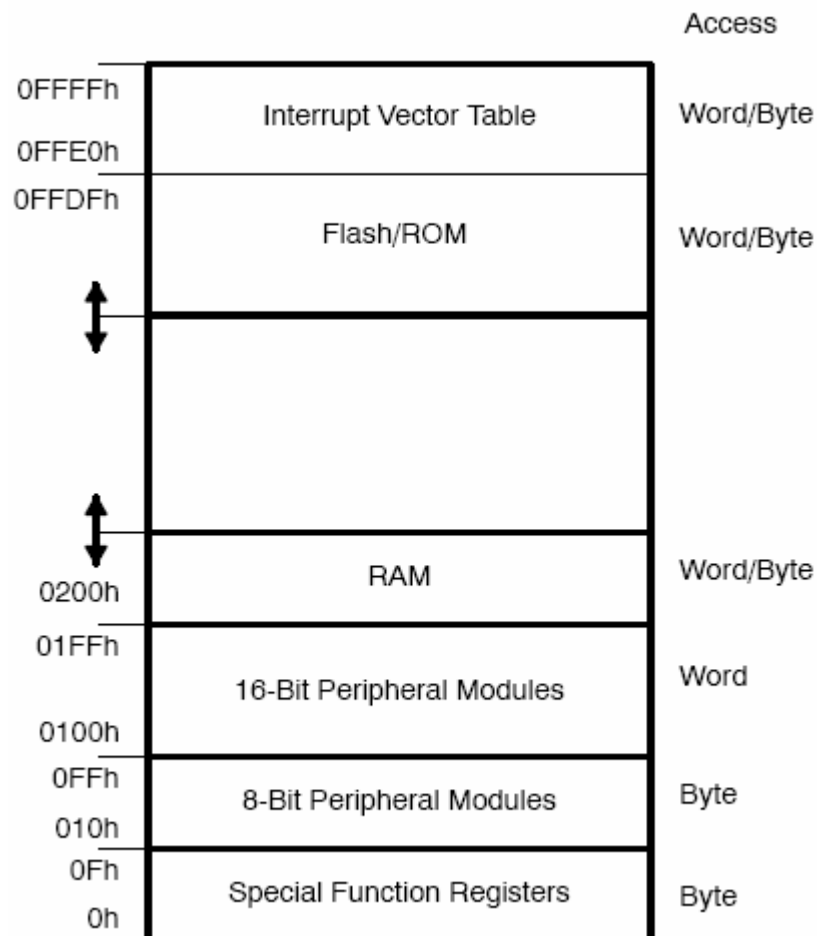 Access
0FFFFh
Interrupt Vector Table
Word/Byte
0FFE0h
0FFDFh
Flash/ROM
Word/Byte
RAM
Word/Byte
0200h
01FFh
16-Bit Peripheral Modules
Word
0100h
0FFh
8-Bit Peripheral Modules
Byte
010h
0Fh
Special Function Registers
Byte
0h